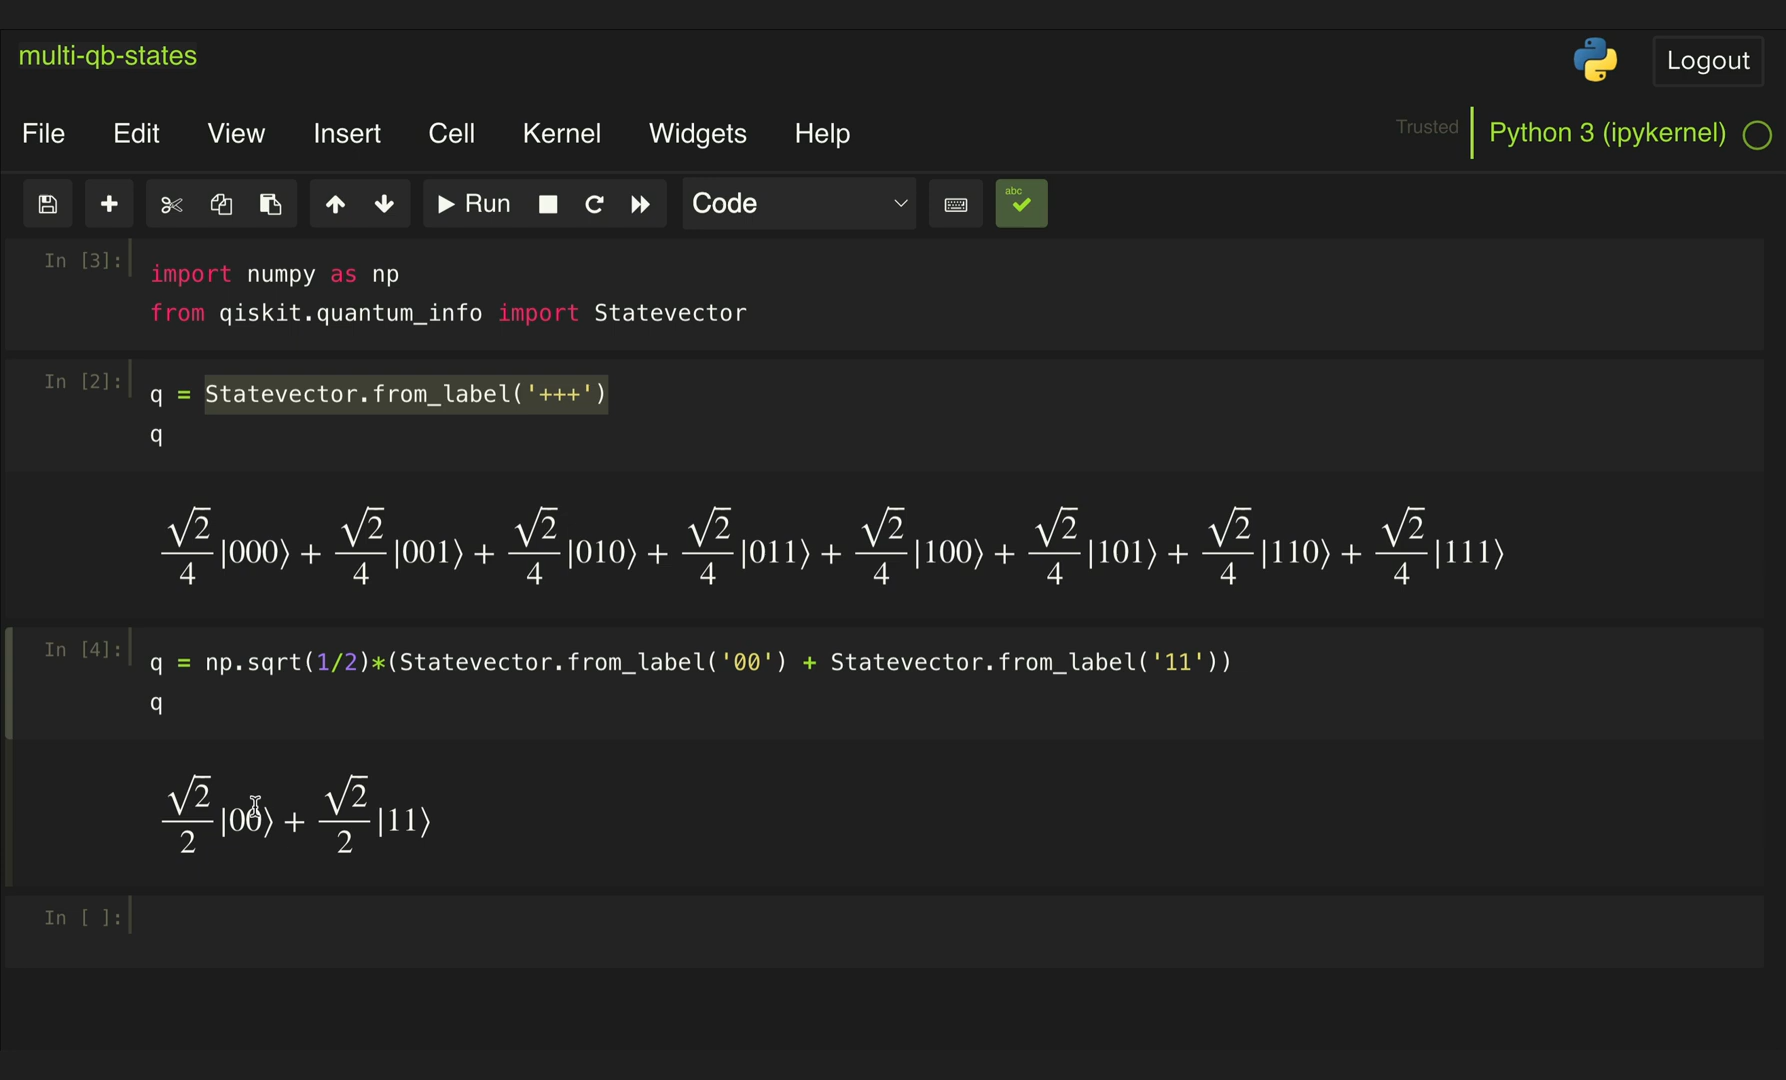 multi-qb-states
Logout
File Edit View Insert Cell Kernel Widgets Help
Trusted
Python 3 (ipykernel)
Run
Code
abc
In [3]:
import numpy as np
from qiskit.quantum_info import Statevector
In [2]:
q = Statevector.from_label('+++')
q
√2/4|000⟩ + √2/4|001⟩ + √2/4|010⟩ + √2/4|011⟩ + √2/4|100⟩ + √2/4|101⟩ + √2/4|110⟩ + √2/4|111⟩
In [4]:
q = np.sqrt(1/2)*(Statevector.from_label('00') + Statevector.from_label('11'))
q
√2/2|00⟩ + √2/2|11⟩
In [ ]: